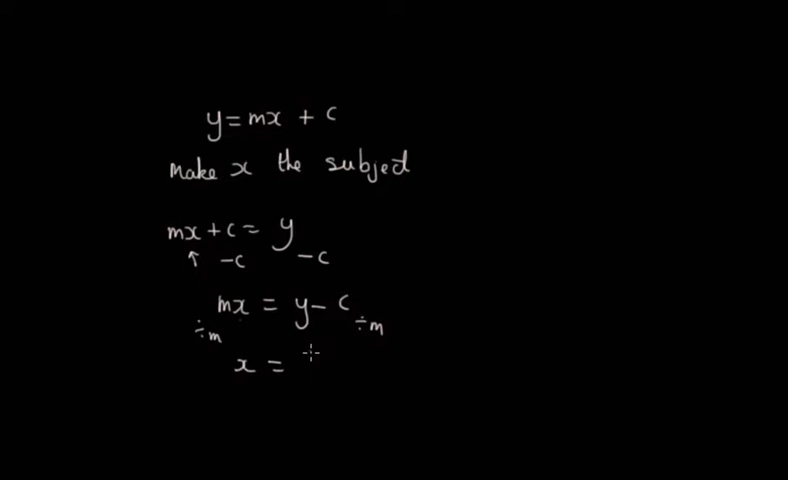 y = mx + c
make x the subject
mx + c = y
↑ -c -c
mx = y - c
÷m ÷m
x =